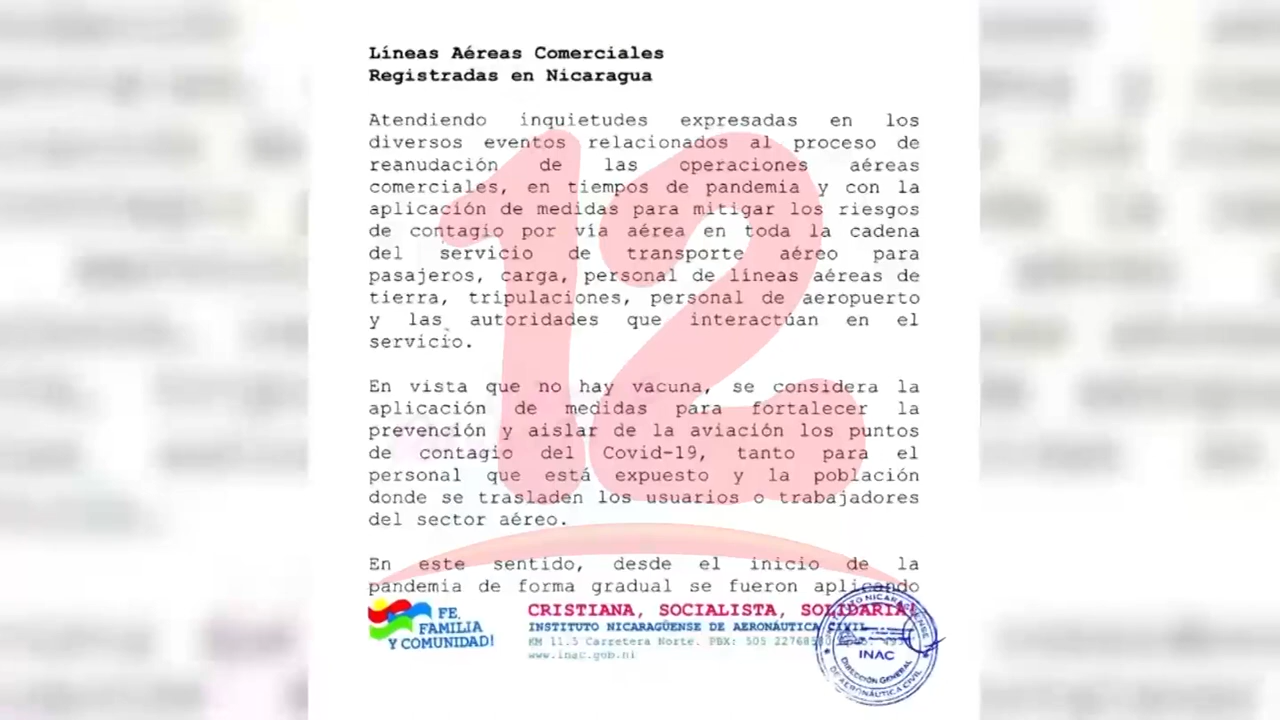 Líneas Aéreas Comerciales
Registradas en Nicaragua
Atendiendo inquietudes expresadas en los
diversos eventos relacionados al proceso de
reanudación de las operaciones aéreas
comerciales, en tiempos de pandemia y con la
aplicación de medidas para mitigar los riesgos
de contagio por vía aérea en toda la cadena
del servicio de transporte aéreo para
pasajeros, carga, personal de líneas aéreas de
tierra, tripulaciones, personal de aeropuerto
y las autoridades que interactúan en el
servicio.
En vista que no hay vacuna, se considera la
aplicación de medidas para fortalecer la
prevención y aislar de la aviación los puntos
de contagio del Covid-19, tanto para el
personal que está expuesto y la población
donde se trasladen los usuarios o trabajadores
del sector aéreo.
En este sentido, desde el inicio de la
pandemia de forma gradual se fueron aplicando
12
FE,
FAMILIA
Y COMUNIDAD!
CRISTIANA, SOCIALISTA, SOLIDARIA!
INSTITUTO NICARAGÜENSE DE AERONÁUTICA CIVIL
KM 11.5 Carretera Norte. PBX: 505
www.inac.gob.ni
INSTITUTO NICARAGUENSE
INAC
DIRECCIÓN GENERAL
DE AERONÁUTICA CIVIL